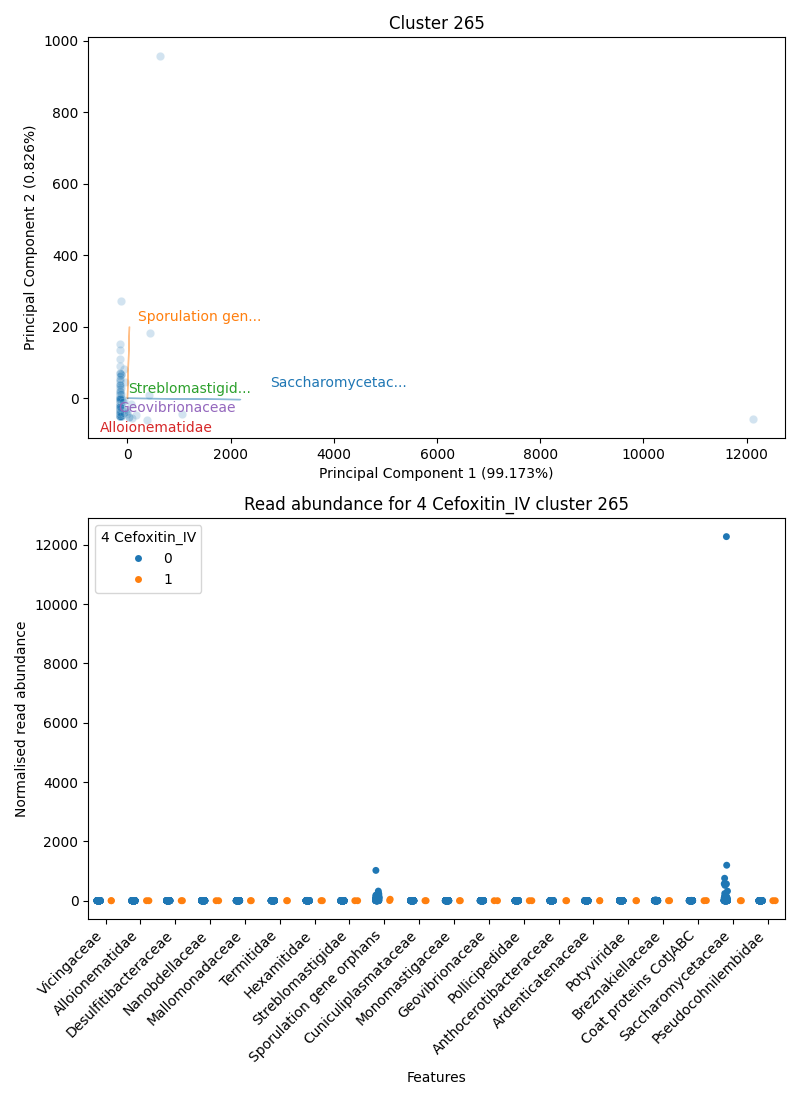 Cluster 265
1000
800
600
400
200
0
Principal Component 2 (0.826%)
Sporulation gen...
Saccharomycetac...
Streblomastigid...
Geovibrionaceae
Alloionematidae
0 2000 4000 6000 8000 10000 12000
Principal Component 1 (99.173%)
Read abundance for 4 Cefoxitin_IV cluster 265
4 Cefoxitin_IV
0
1
12000
10000
8000
6000
4000
2000
0
Normalised read abundance
Vicingaceae
Alloionematidae
Desulfitibacteraceae
Nanobdellaceae
Mallomonadaceae
Termitidae
Hexamitidae
Streblomastigidae
Sporulation gene orphans
Cuniculiplasmataceae
Monomastigaceae
Geovibrionaceae
Pollicipedidae
Anthocerotibacteraceae
Ardenticatenaceae
Potyviridae
Breznakiellaceae
Coat proteins CotJABC
Saccharomycetaceae
Pseudocohnilembidae
Features